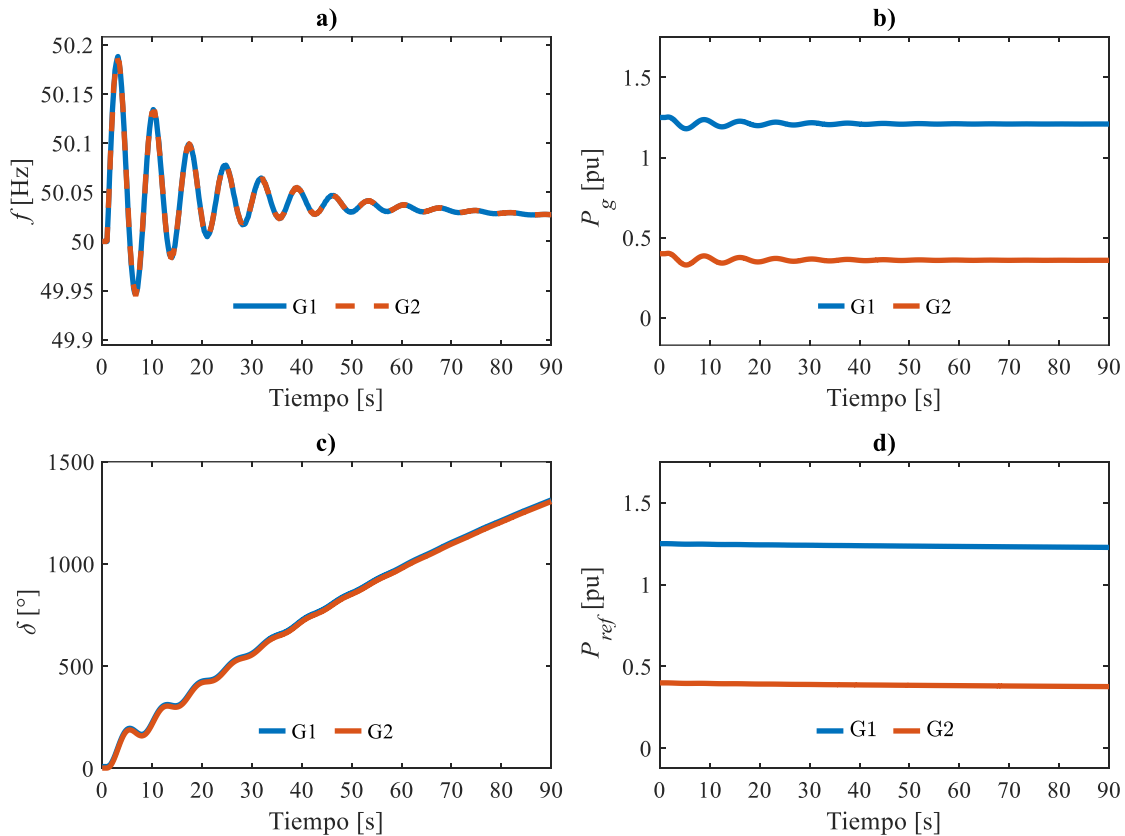 a)
50.2
50.15
50.1
50.05
50
49.95
49.9
f [Hz]
G1 G2
0 10 20 30 40 50 60 70 80 90
Tiempo [s]
b)
1.5
1
0.5
0
P_g [pu]
G1 G2
0 10 20 30 40 50 60 70 80 90
Tiempo [s]
c)
1500
1000
500
0
δ [°]
G1 G2
0 10 20 30 40 50 60 70 80 90
Tiempo [s]
d)
1.5
1
0.5
0
P_ref [pu]
G1 G2
0 10 20 30 40 50 60 70 80 90
Tiempo [s]